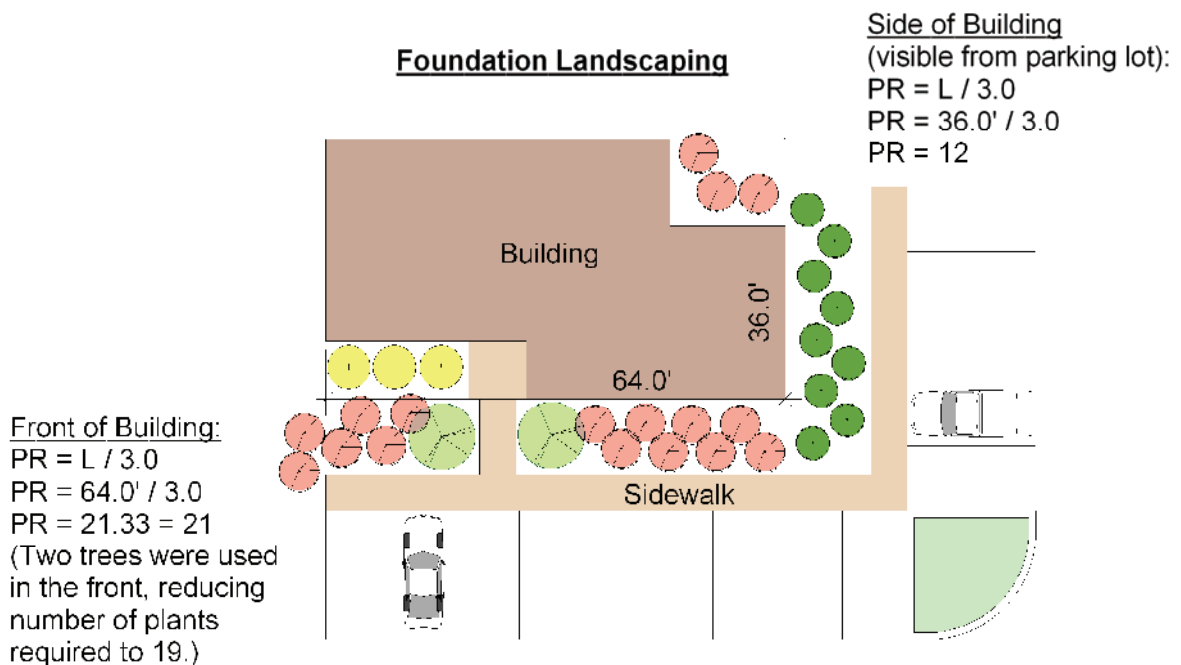 Foundation Landscaping
Side of Building
(visible from parking lot):
PR = L / 3.0
PR = 36.0' / 3.0
PR = 12
Building
36.0'
64.0'
Sidewalk
Front of Building:
PR = L / 3.0
PR = 64.0' / 3.0
PR = 21.33 = 21
(Two trees were used
in the front, reducing
number of plants
required to 19.)